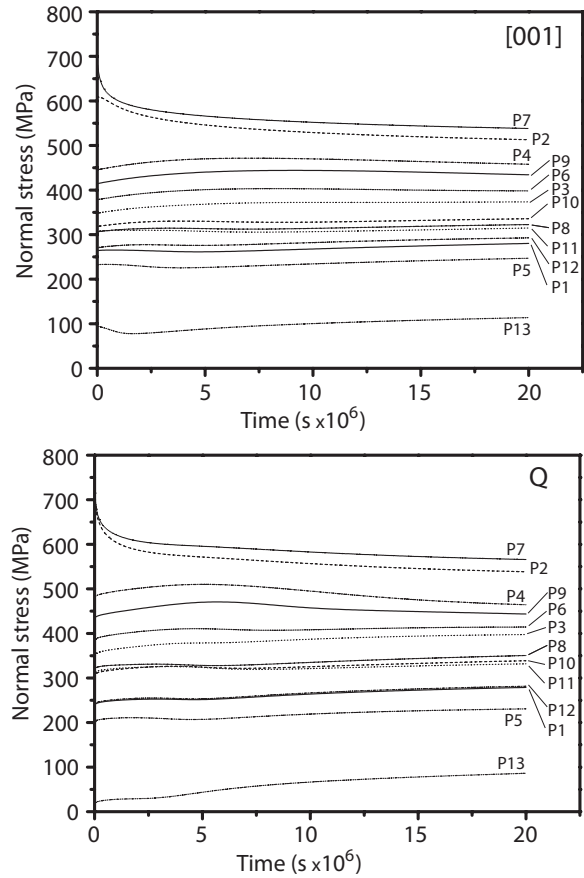 [001]
Normal stress (MPa)
800
700
600
500
400
300
200
100
0
P7
P2
P4
P9
P6
P3
P10
P8
P11
P12
P5
P1
P13
0 5 10 15 20
Time (s x10⁶)
Q
Normal stress (MPa)
800
700
600
500
400
300
200
100
0
P7
P2
P9
P4
P6
P3
P8
P10
P11
P12
P5
P1
P13
0 5 10 15 20
Time (s x10⁶)